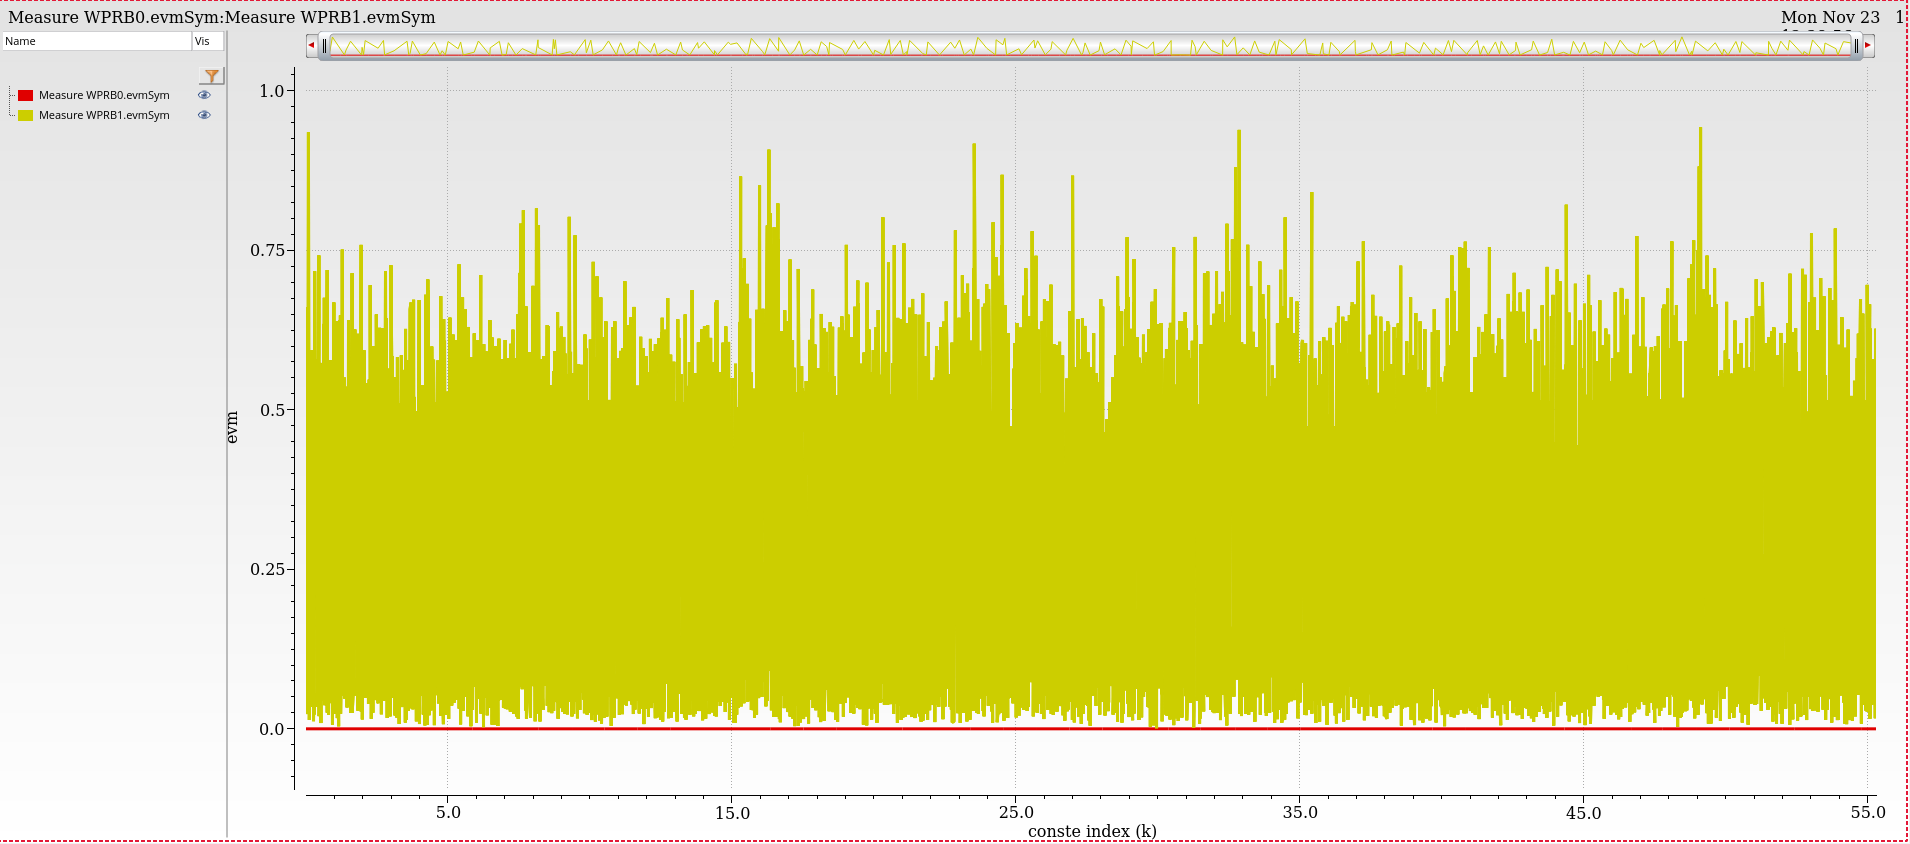 Measure WPRB0.evmSym:Measure WPRB1.evmSym
Mon Nov 23 1
Name
Vis
Measure WPRB0.evmSym
Measure WPRB1.evmSym
1.0
0.75
0.5
0.25
0.0
evm
5.0 15.0 25.0 35.0 45.0 55.0
conste index (k)